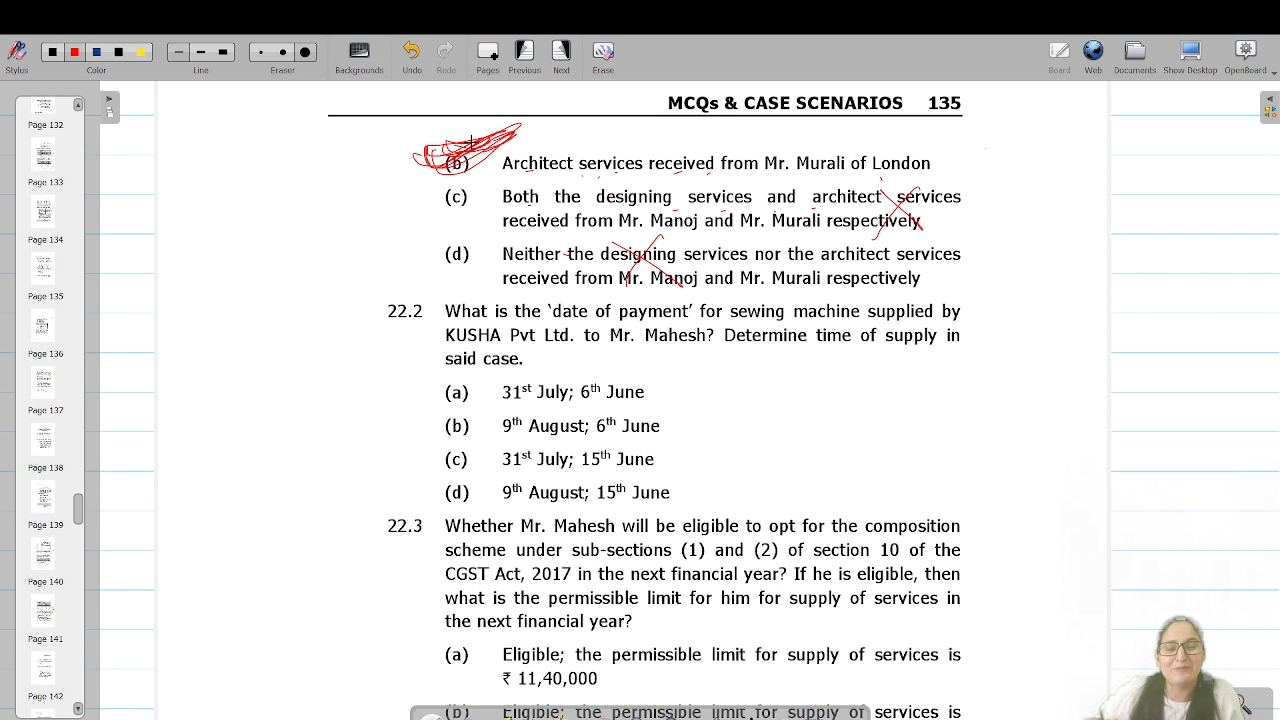 Stylus Color Line Eraser Backgrounds Undo Redo Pages Previous Next Erase Board Web Documents Show Desktop OpenBoard
Page 132
Page 133
Page 134
Page 135
Page 136
Page 137
Page 138
Page 139
Page 140
Page 141
Page 142
MCQs & CASE SCENARIOS 135
(b) Architect services received from Mr. Murali of London
(c) Both the designing services and architect services
received from Mr. Manoj and Mr. Murali respectively
(d) Neither the designing services nor the architect services
received from Mr. Manoj and Mr. Murali respectively
22.2 What is the ‘date of payment’ for sewing machine supplied by
KUSHA Pvt Ltd. to Mr. Mahesh? Determine time of supply in
said case.
(a) 31st July; 6th June
(b) 9th August; 6th June
(c) 31st July; 15th June
(d) 9th August; 15th June
22.3 Whether Mr. Mahesh will be eligible to opt for the composition
scheme under sub-sections (1) and (2) of section 10 of the
CGST Act, 2017 in the next financial year? If he is eligible, then
what is the permissible limit for him for supply of services in
the next financial year?
(a) Eligible; the permissible limit for supply of services is
₹ 11,40,000
(b) Eligible; the permissible limit for supply of services is